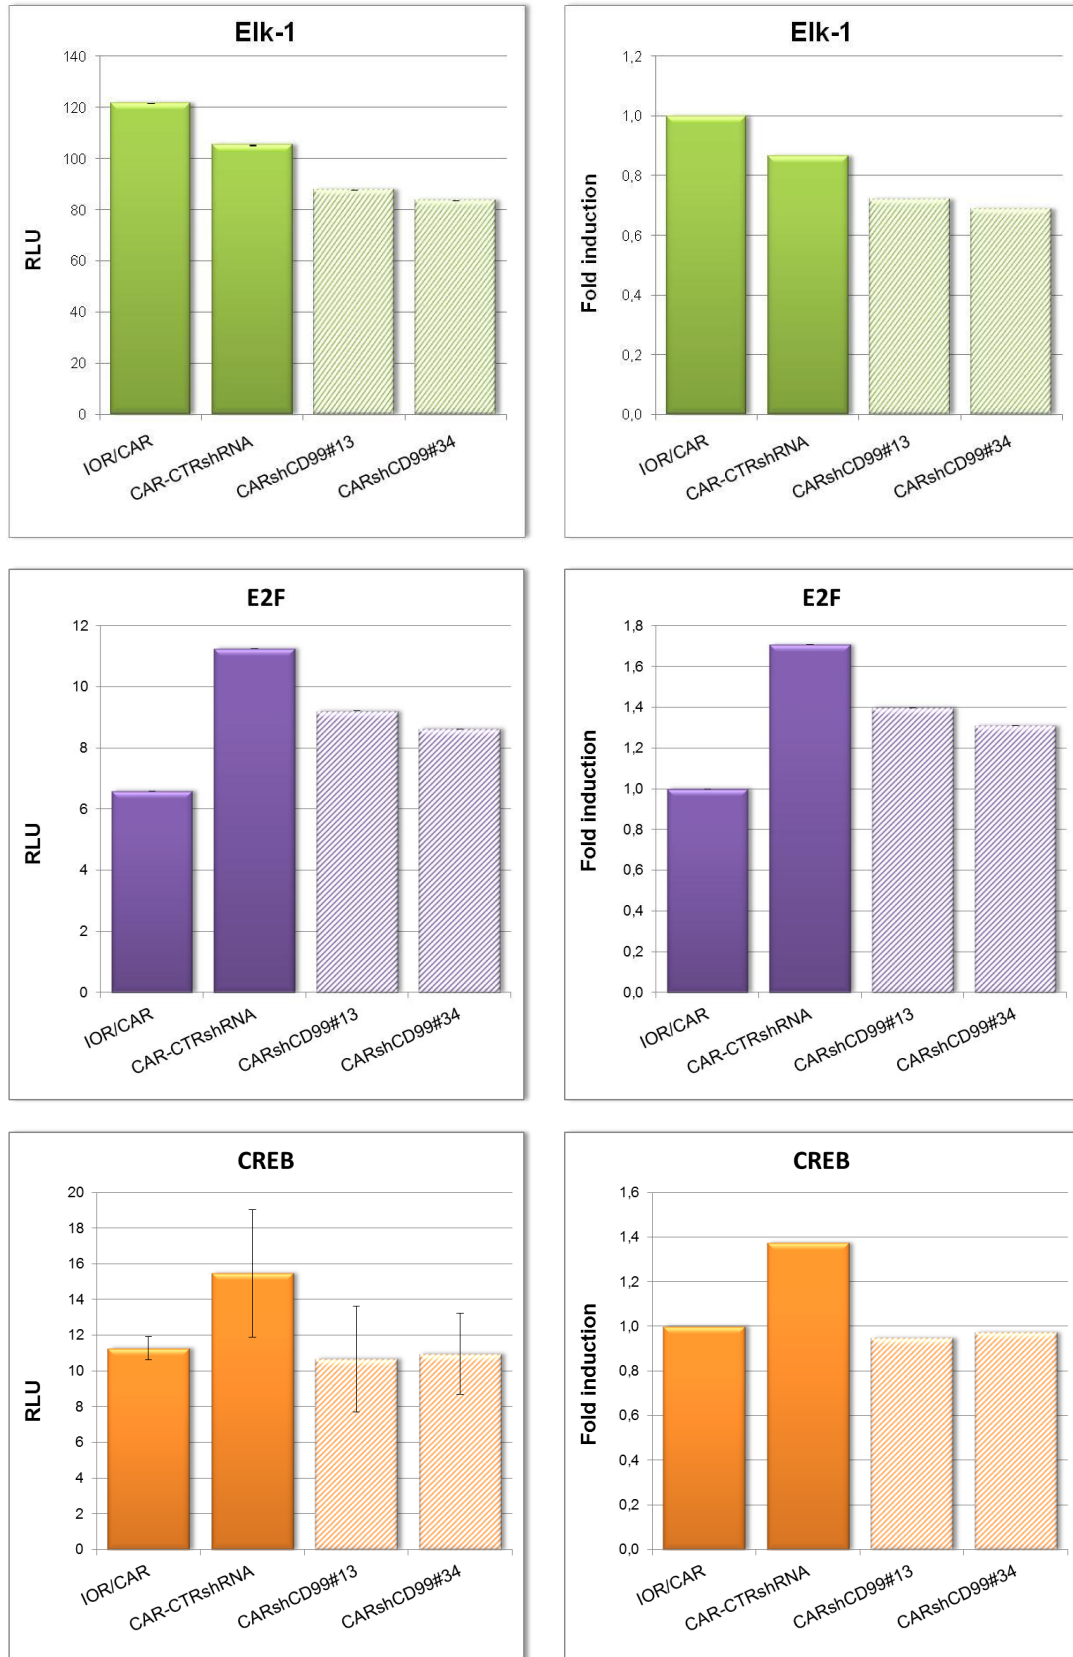 Elk-1
140
120
100
80
60
40
20
0
RLU
IOR/CAR
CAR-CTRshRNA
CARshCD99#13
CARshCD99#34
Elk-1
1,2
1,0
0,8
0,6
0,4
0,2
0,0
Fold induction
IOR/CAR
CAR-CTRshRNA
CARshCD99#13
CARshCD99#34
E2F
12
10
8
6
4
2
0
RLU
IOR/CAR
CAR-CTRshRNA
CARshCD99#13
CARshCD99#34
E2F
1,8
1,6
1,4
1,2
1,0
0,8
0,6
0,4
0,2
0,0
Fold induction
IOR/CAR
CAR-CTRshRNA
CARshCD99#13
CARshCD99#34
CREB
20
18
16
14
12
10
8
6
4
2
0
RLU
IOR/CAR
CAR-CTRshRNA
CARshCD99#13
CARshCD99#34
CREB
1,6
1,4
1,2
1,0
0,8
0,6
0,4
0,2
0,0
Fold induction
IOR/CAR
CAR-CTRshRNA
CARshCD99#13
CARshCD99#34